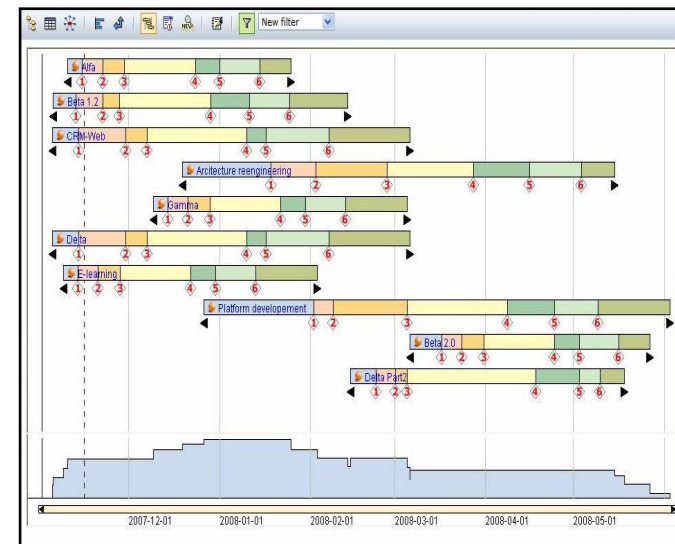 New filter
Alfa
1 2 3 4 5 6
Beta 1.2
1 2 3 4 5 6
CRM-Web
1 2 3 4 5 6
Arcitecture reengineering
1 2 3 4 5 6
Gamma
1 2 3 4 5 6
Delta
1 2 3 4 5 6
E-learning
1 2 3 4 5 6
Platform developement
1 2 3 4 5 6
Beta 2.0
1 2 3 4 5 6
Delta Part2
1 2 3 4 5 6
2007-12-01 2008-01-01 2008-02-01 2008-03-01 2008-04-01 2008-05-01